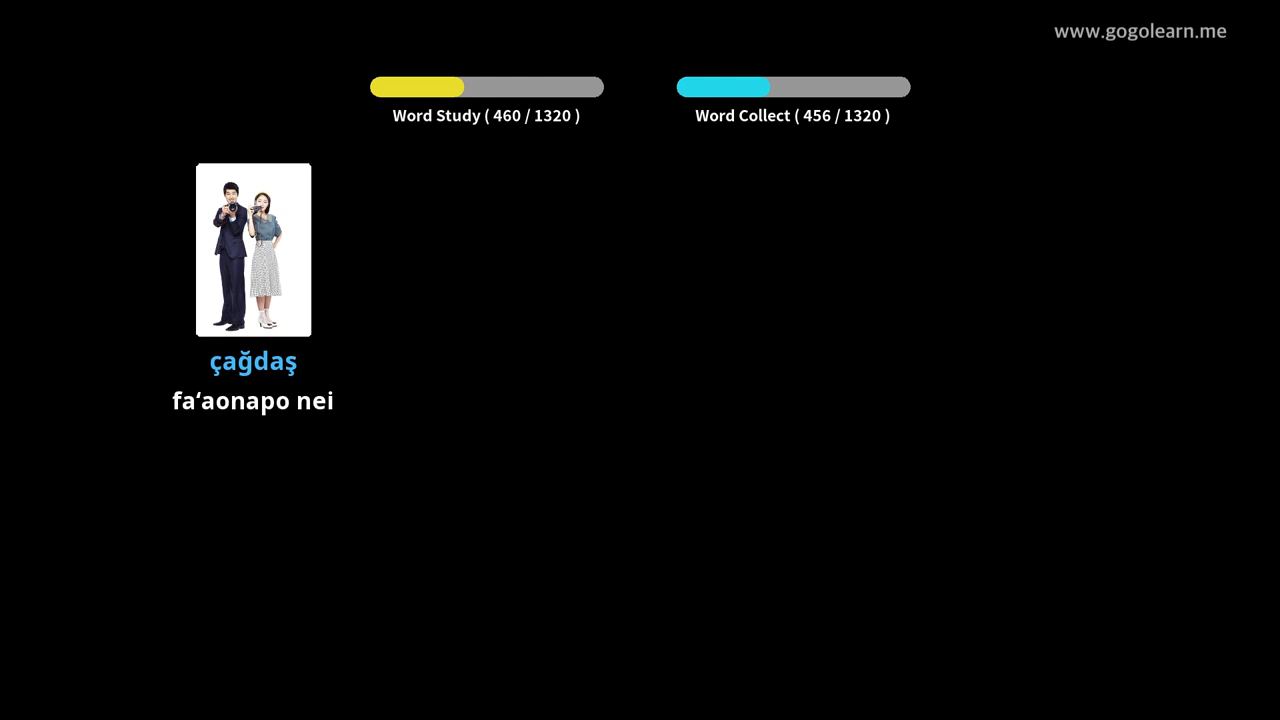 www.gogolearn.me
Word Study ( 460 / 1320 )
Word Collect ( 456 / 1320 )
çağdaş
fa‘aonapo nei